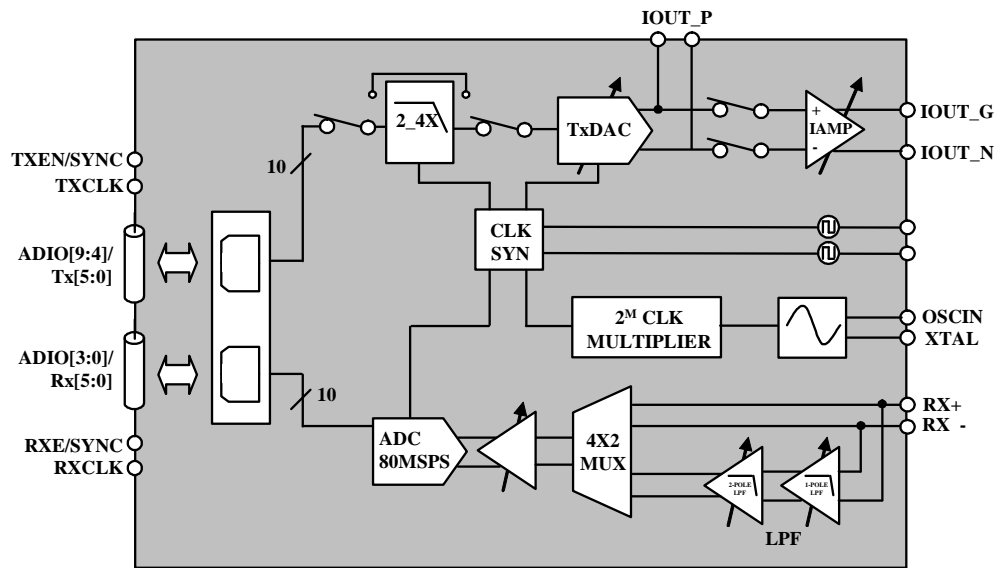 IOUT_P
2_4X
TxDAC
+
IAMP
-
IOUT_G
IOUT_N
TXEN/SYNC
TXCLK
10
CLK
SYN
ADIO[9:4]/
Tx[5:0]
2ᴹ CLK
MULTIPLIER
OSCIN
XTAL
ADIO[3:0]/
Rx[5:0]
10
RX+
RX -
ADC
80MSPS
4X2
MUX
2-POLE
LPF
1-POLE
LPF
LPF
RXE/SYNC
RXCLK